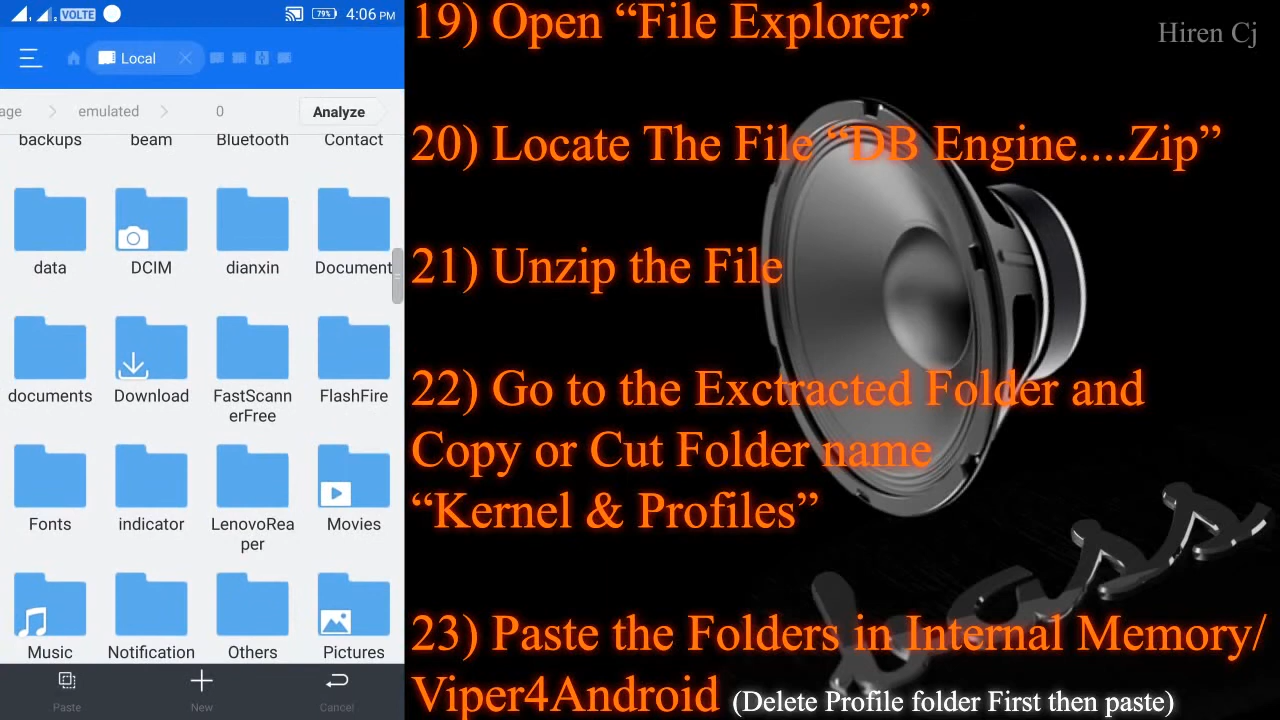 VOLTE 79% 4:06 PM
Local
age emulated 0 Analyze
backups beam Bluetooth Contact
data DCIM dianxin Document
documents Download FastScann FlashFire
erFree
Fonts indicator LenovoRea Movies
per
Music Notification Others Pictures
Paste New Cancel
Hiren Cj
19) Open “File Explorer”
20) Locate The File “DB Engine....Zip”
21) Unzip the File
22) Go to the Exctracted Folder and
Copy or Cut Folder name
“Kernel & Profiles”
23) Paste the Folders in Internal Memory/
Viper4Android (Delete Profile folder First then paste)
bass